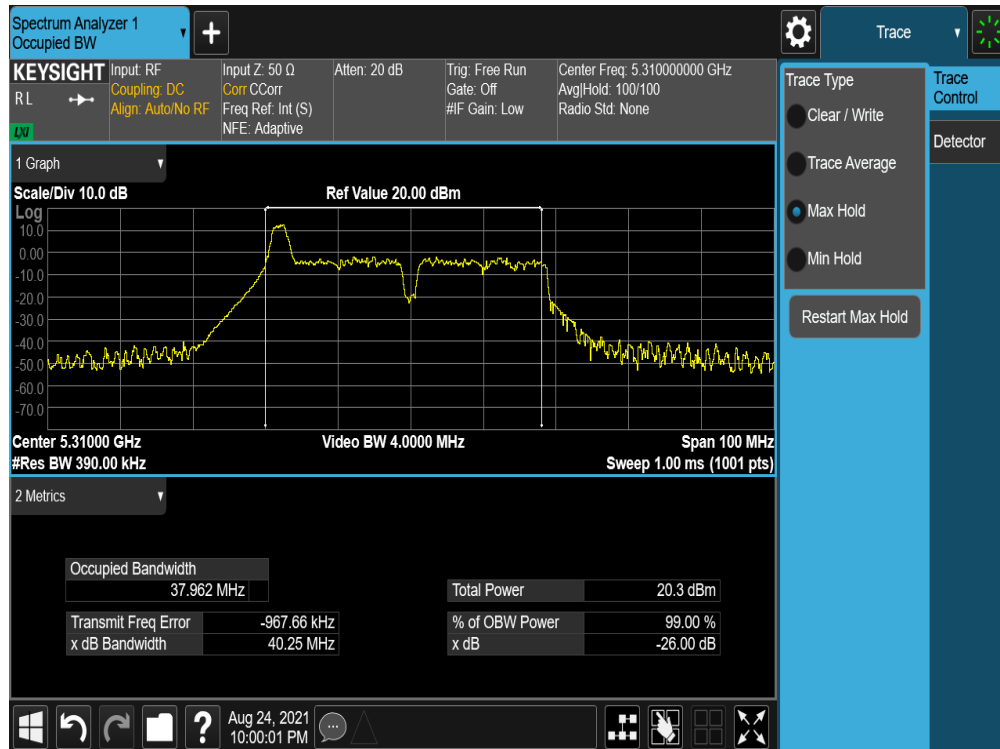 Spectrum Analyzer 1
Occupied BW
+
Trace
KEYSIGHT
RL
LXI
Input: RF
Coupling: DC
Align: Auto/No RF
Input Z: 50 Ω
Corr CCorr
Freq Ref: Int (S)
NFE: Adaptive
Atten: 20 dB
Trig: Free Run
Gate: Off
#IF Gain: Low
Center Freq: 5.310000000 GHz
Avg|Hold: 100/100
Radio Std: None
Trace Type
Clear / Write
Trace Average
Max Hold
Min Hold
Restart Max Hold
Trace
Control
Detector
1 Graph
Scale/Div 10.0 dB
Ref Value 20.00 dBm
Log
10.0
0.00
-10.0
-20.0
-30.0
-40.0
-50.0
-60.0
-70.0
Center 5.31000 GHz
Video BW 4.0000 MHz
Span 100 MHz
#Res BW 390.00 kHz
Sweep 1.00 ms (1001 pts)
2 Metrics
Occupied Bandwidth
37.962 MHz
Total Power 20.3 dBm
Transmit Freq Error -967.66 kHz
% of OBW Power 99.00 %
x dB Bandwidth 40.25 MHz
x dB -26.00 dB
?
Aug 24, 2021
10:00:01 PM